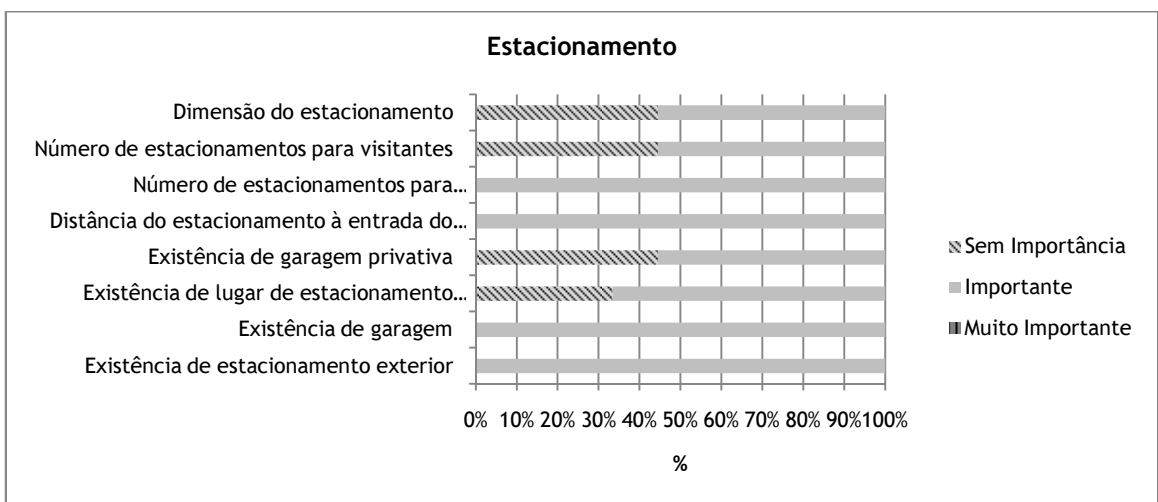 Estacionamento
Dimensão do estacionamento
Número de estacionamentos para visitantes
Número de estacionamentos para…
Distância do estacionamento à entrada do…
Existência de garagem privativa
Existência de lugar de estacionamento…
Existência de garagem
Existência de estacionamento exterior
Sem Importância
Importante
Muito Importante
0% 10% 20% 30% 40% 50% 60% 70% 80% 90%100%
%